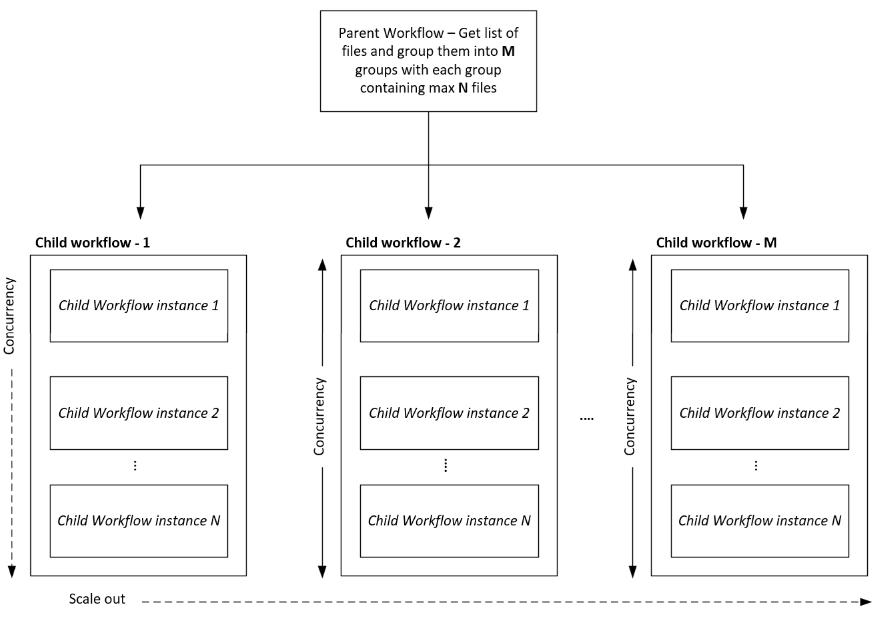 Parent Workflow – Get list of
files and group them into M
groups with each group
containing max N files
Child workflow - 1
Child workflow - 2
Child workflow - M
Concurrency
Child Workflow instance 1
Child Workflow instance 2
⋮
Child Workflow instance N
Concurrency
Child Workflow instance 1
Child Workflow instance 2
⋮
Child Workflow instance N
....
Concurrency
Child Workflow instance 1
Child Workflow instance 2
⋮
Child Workflow instance N
Scale out